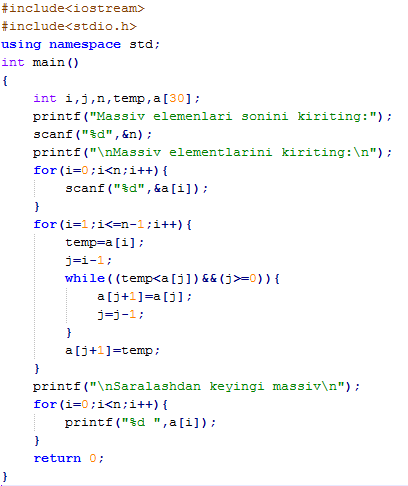 #include<iostream>
#include<stdio.h>
using namespace std;
int main()
{
    int i,j,n,temp,a[30];
    printf("Massiv elemenlari sonini kiriting:");
    scanf("%d",&n);
    printf("\nMassiv elementlarini kiriting:\n");
    for(i=0;i<n;i++){
        scanf("%d",&a[i]);
    }
    for(i=1;i<=n-1;i++){
        temp=a[i];
        j=i-1;
        while((temp<a[j])&&(j>=0)){
            a[j+1]=a[j];
            j=j-1;
        }
        a[j+1]=temp;
    }
    printf("\nSaralashdan keyingi massiv\n");
    for(i=0;i<n;i++){
        printf("%d ",a[i]);
    }
    return 0;
}